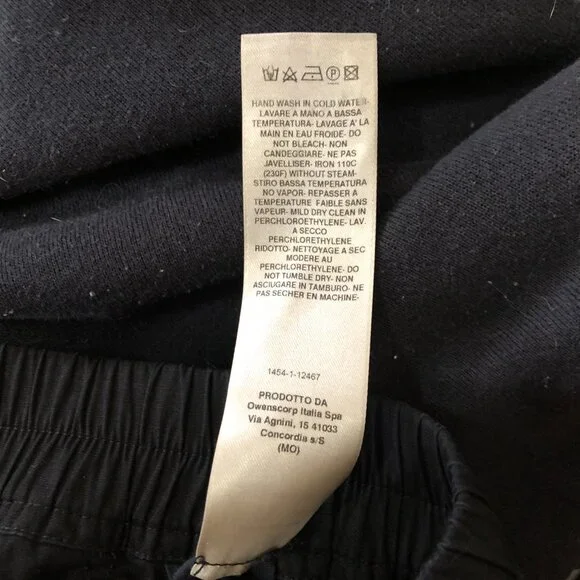 HAND WASH IN COLD WATER-
LAVARE A MANO A BASSA
TEMPERATURA- LAVAGE A' LA
MAIN EN EAU FROIDE- DO
NOT BLEACH- NON
CANDEGGIARE- NE PAS
JAVELLISER- IRON 110C
(230F) WITHOUT STEAM-
STIRO BASSA TEMPERATURA
NO VAPOR- REPASSER A
TEMPERATURE FAIBLE SANS
VAPEUR- MILD DRY CLEAN IN
PERCHLOROETHYLENE- LAV.
A SECCO
PERCHLORETHYLENE
RIDOTTO- NETTOYAGE A SEC
MODERE AU
PERCHLORETHYLENE- DO
NOT TUMBLE DRY- NON
ASCIUGARE IN TAMBURO- NE
PAS SECHER EN MACHINE-
1454-1-12467
PRODOTTO DA
Owenscorp Italia Spa
Via Agnini, 15 41033
Concordia s/S
(MO)